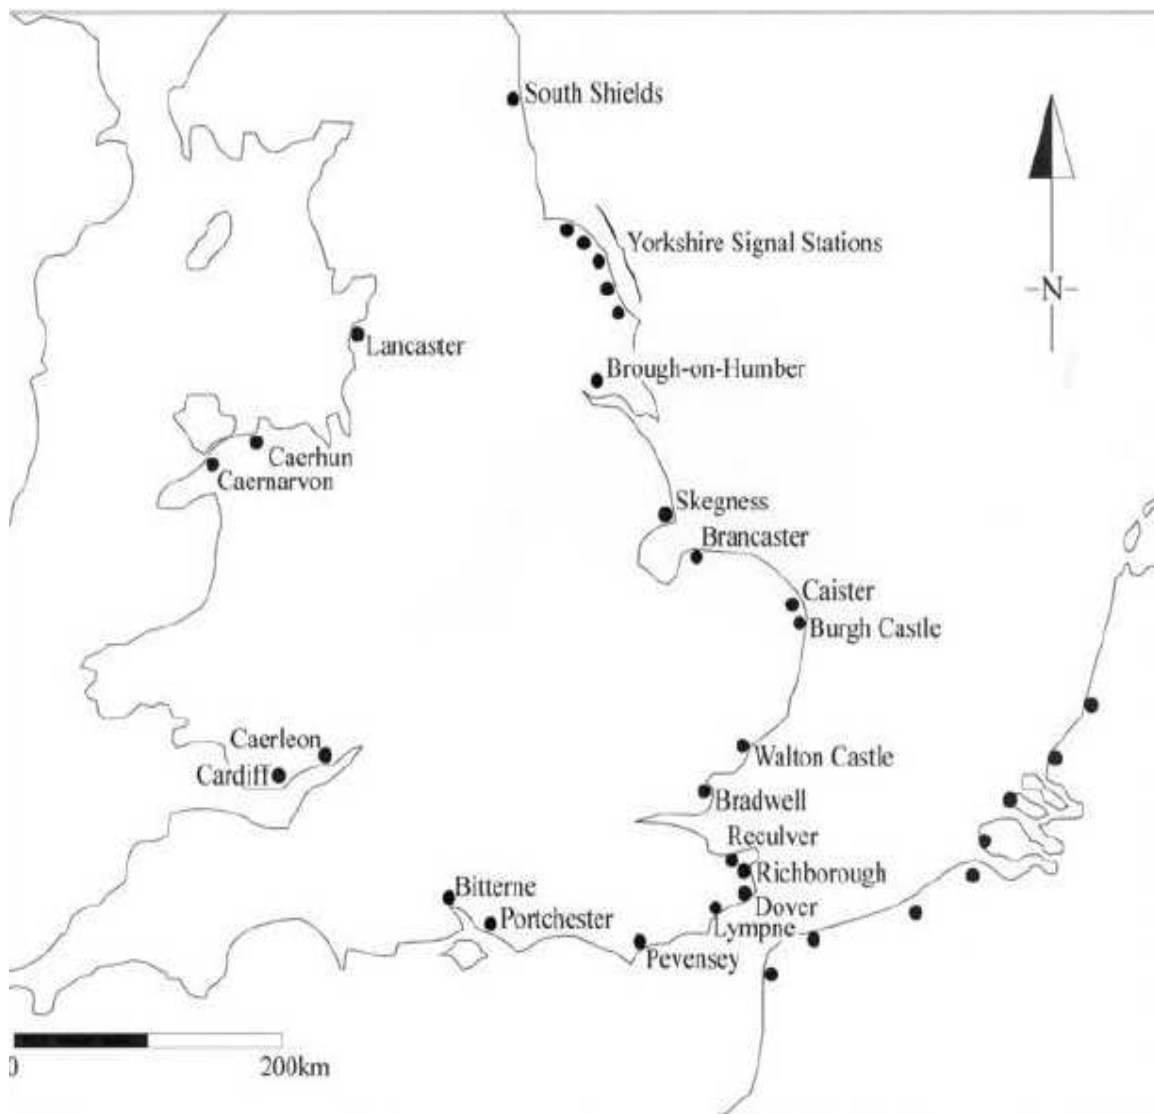 South Shields
Yorkshire Signal Stations
N
Lancaster
Brough-on-Humber
Caerhun
Caernarvon
Skegness
Brancaster
Caister
Burgh Castle
Caerleon
Walton Castle
Cardiff
Bradwell
Reculver
Richborough
Bitterne
Dover
Portchester
Lympne
Pevensey
0
200km